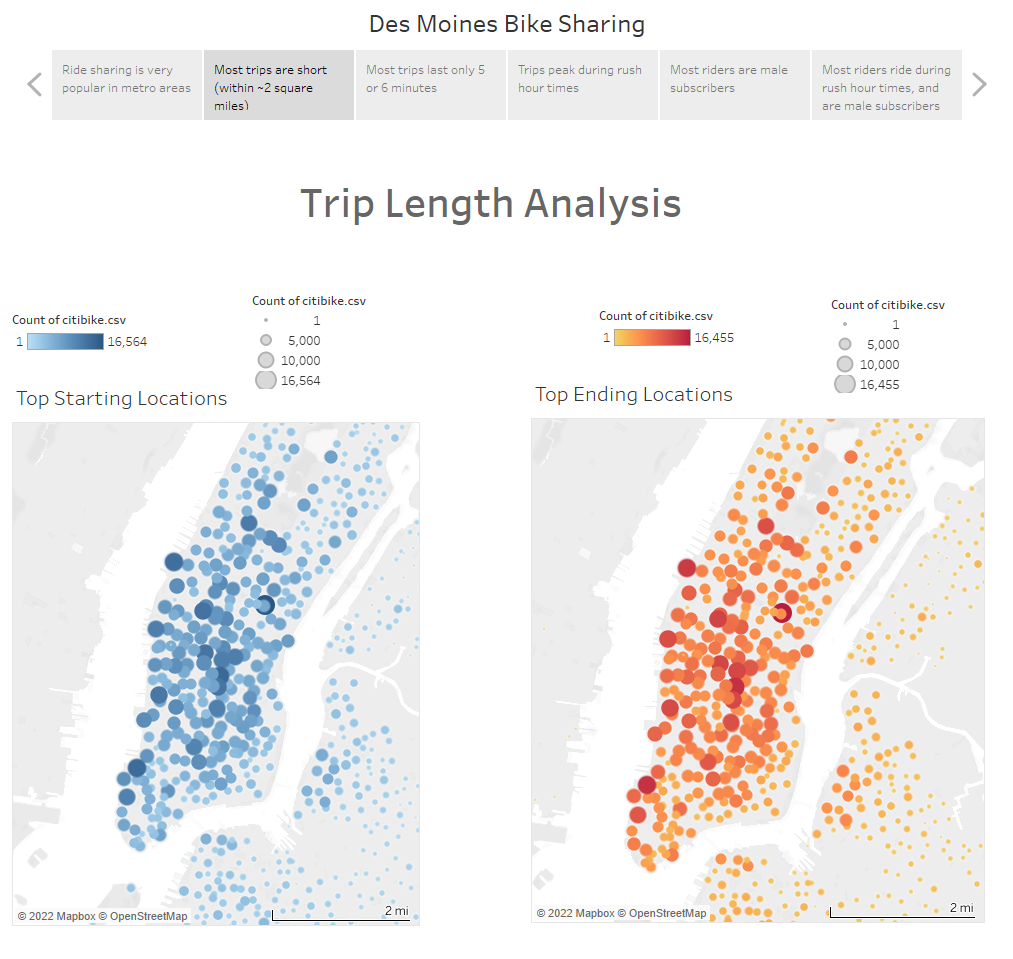 Des Moines Bike Sharing
Ride sharing is very
popular in metro areas
Most trips are short
(within ~2 square
miles)
Most trips last only 5
or 6 minutes
Trips peak during rush
hour times
Most riders are male
subscribers
Most riders ride during
rush hour times, and
are male subscribers
Trip Length Analysis
Count of citibike.csv
1 16,564
Count of citibike.csv
1
5,000
10,000
16,564
Top Starting Locations
© 2022 Mapbox © OpenStreetMap
2 mi
Count of citibike.csv
1 16,455
Count of citibike.csv
1
5,000
10,000
16,455
Top Ending Locations
© 2022 Mapbox © OpenStreetMap
2 mi